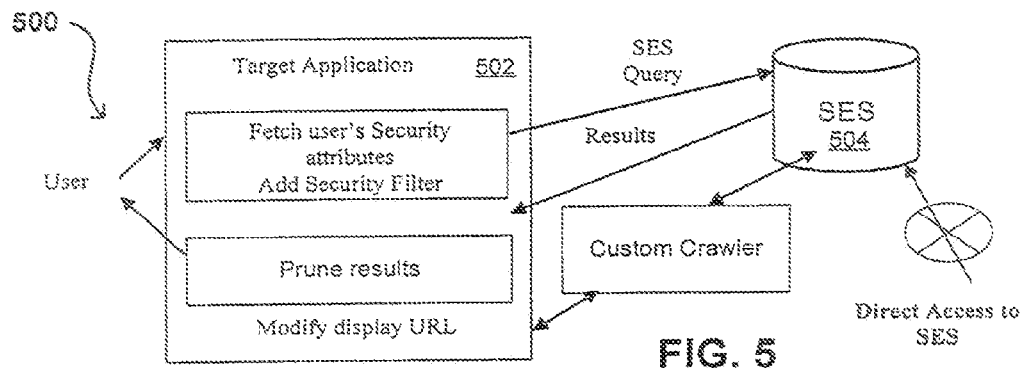 500
Target Application 502
Fetch user's Security
attributes
Add Security Filter
User
Prune results
Modify display URL
SES
Query
Results
SES
504
Custom Crawler
Direct Access to
SES
FIG. 5